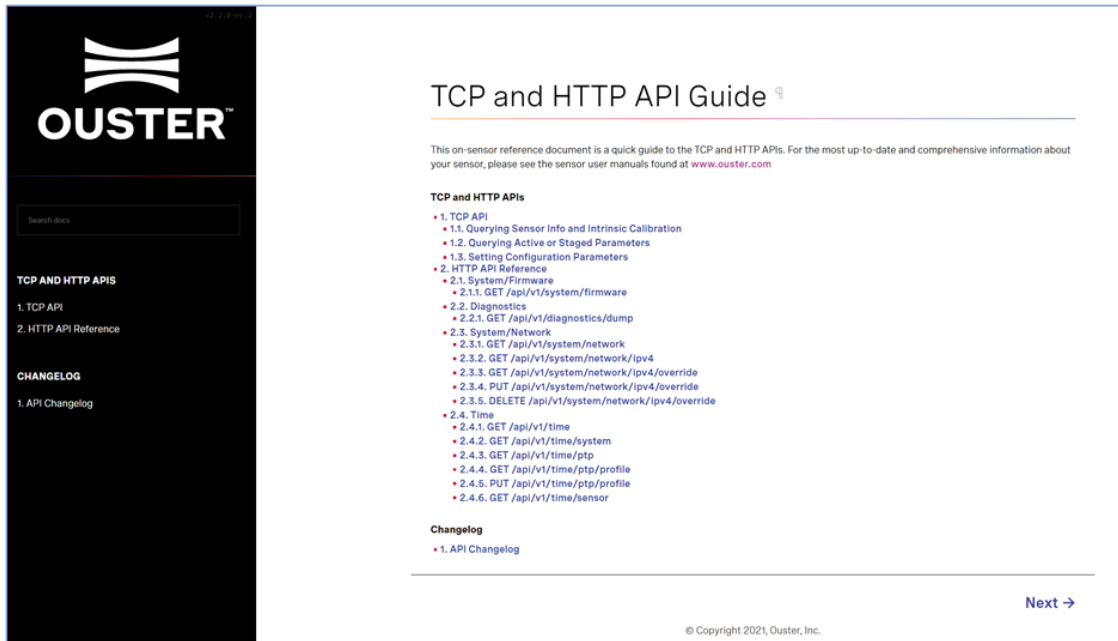 v2.2.0-rc.2
OUSTER™
Search docs
TCP AND HTTP APIS
1. TCP API
2. HTTP API Reference
CHANGELOG
1. API Changelog
TCP and HTTP API Guide ¶
This on-sensor reference document is a quick guide to the TCP and HTTP APIs. For the most up-to-date and comprehensive information about
your sensor, please see the sensor user manuals found at www.ouster.com
TCP and HTTP APIs
1. TCP API
1.1. Querying Sensor Info and Intrinsic Calibration
1.2. Querying Active or Staged Parameters
1.3. Setting Configuration Parameters
2. HTTP API Reference
2.1. System/Firmware
2.1.1. GET /api/v1/system/firmware
2.2. Diagnostics
2.2.1. GET /api/v1/diagnostics/dump
2.3. System/Network
2.3.1. GET /api/v1/system/network
2.3.2. GET /api/v1/system/network/ipv4
2.3.3. GET /api/v1/system/network/ipv4/override
2.3.4. PUT /api/v1/system/network/ipv4/override
2.3.5. DELETE /api/v1/system/network/ipv4/override
2.4. Time
2.4.1. GET /api/v1/time
2.4.2. GET /api/v1/time/system
2.4.3. GET /api/v1/time/ptp
2.4.4. GET /api/v1/time/ptp/profile
2.4.5. PUT /api/v1/time/ptp/profile
2.4.6. GET /api/v1/time/sensor
Changelog
1. API Changelog
Next →
© Copyright 2021, Ouster, Inc.